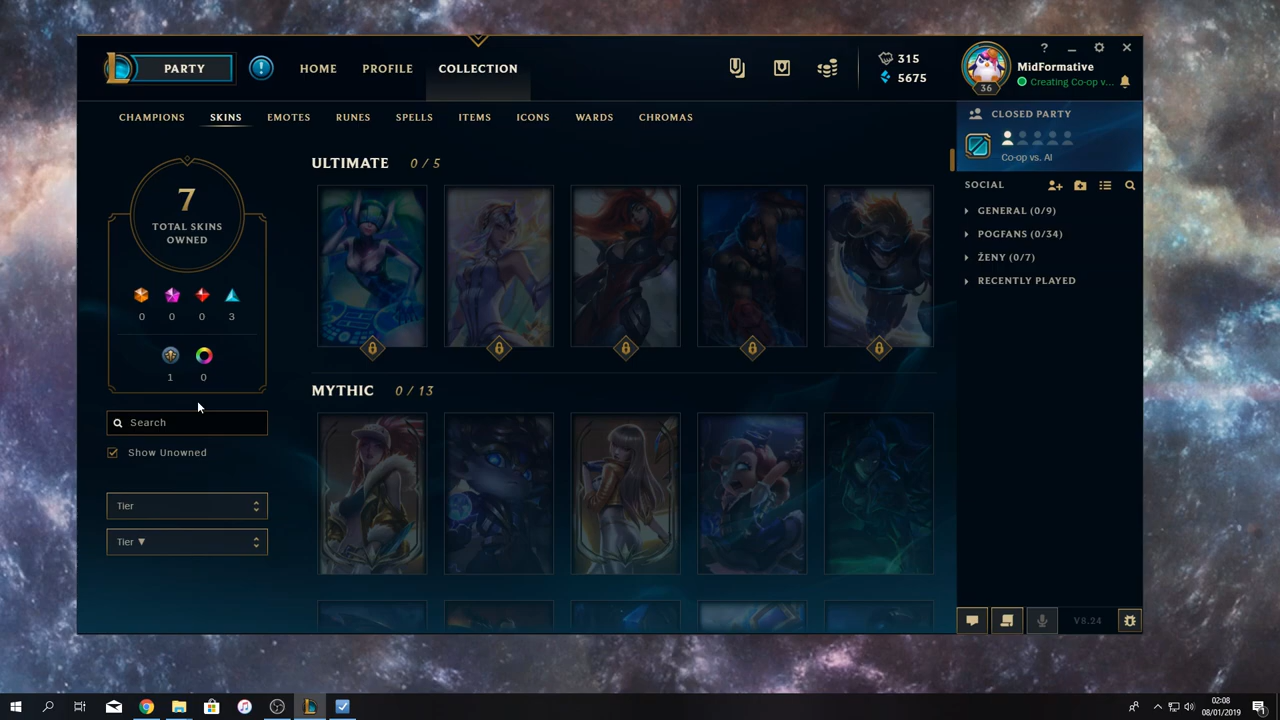 PARTY
HOME
PROFILE
COLLECTION
315
5675
36
MidFormative
Creating Co-op v...
CHAMPIONS
SKINS
EMOTES
RUNES
SPELLS
ITEMS
ICONS
WARDS
CHROMAS
7
TOTAL SKINS
OWNED
0 0 0 3
1 0
Search
Show Unowned
Tier
Tier ▼
ULTIMATE 0 / 5
MYTHIC 0 / 13
CLOSED PARTY
Co-op vs. AI
SOCIAL
GENERAL (0/9)
POGFANS (0/34)
ŽENY (0/7)
RECENTLY PLAYED
V8.24
02:08
08/01/2019
1